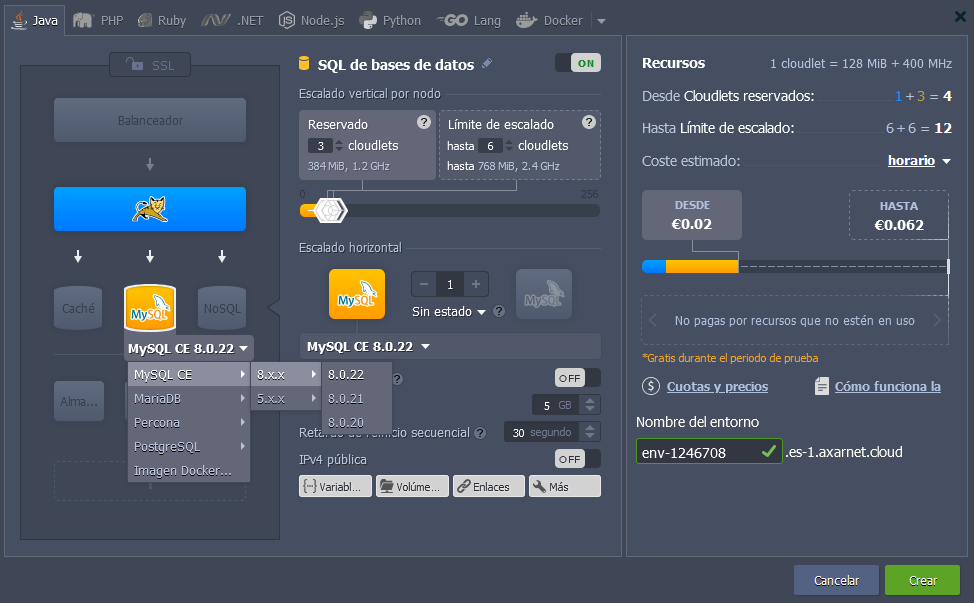 Java
PHP
Ruby
.NET
Node.js
Python
GO Lang
Docker
SSL
Balanceador
Caché
MySQL
NoSQL
MySQL CE 8.0.22
MySQL CE
MariaDB
Percona
PostgreSQL
Imagen Docker...
8.x.x
5.x.x
8.0.22
8.0.21
8.0.20
Alma...
SQL de bases de datos
ON
Escalado vertical por nodo
Reservado ?
3 cloudlets
384 MiB, 1.2 GHz
Límite de escalado ?
hasta 6 cloudlets
hasta 768 MiB, 2.4 GHz
0
256
Escalado horizontal
MySQL
1
Sin estado ?
MySQL
MySQL CE 8.0.22
? OFF
5 GB
secuencial ?
30 segundo
IPv4 pública
OFF
Variabl...
Volúme...
Enlaces
Más
Recursos
1 cloudlet = 128 MiB + 400 MHz
Desde Cloudlets reservados: 1 + 3 = 4
Hasta Límite de escalado: 6 + 6 = 12
Coste estimado: horario
DESDE
€0.02
HASTA
€0.062
No pagas por recursos que no estén en uso
*Gratis durante el periodo de prueba
$ Cuotas y precios
Cómo funciona la
Nombre del entorno
env-1246708 .es-1.axarnet.cloud
Cancelar
Crear